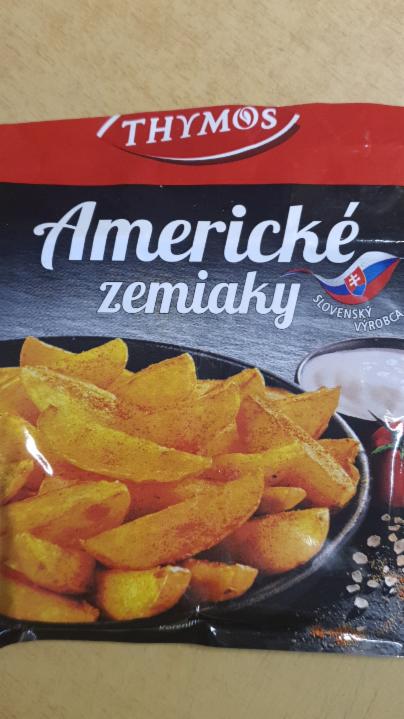 THYMOS
Americké
zemiaky
SLOVENSKÝ
VÝROBCA